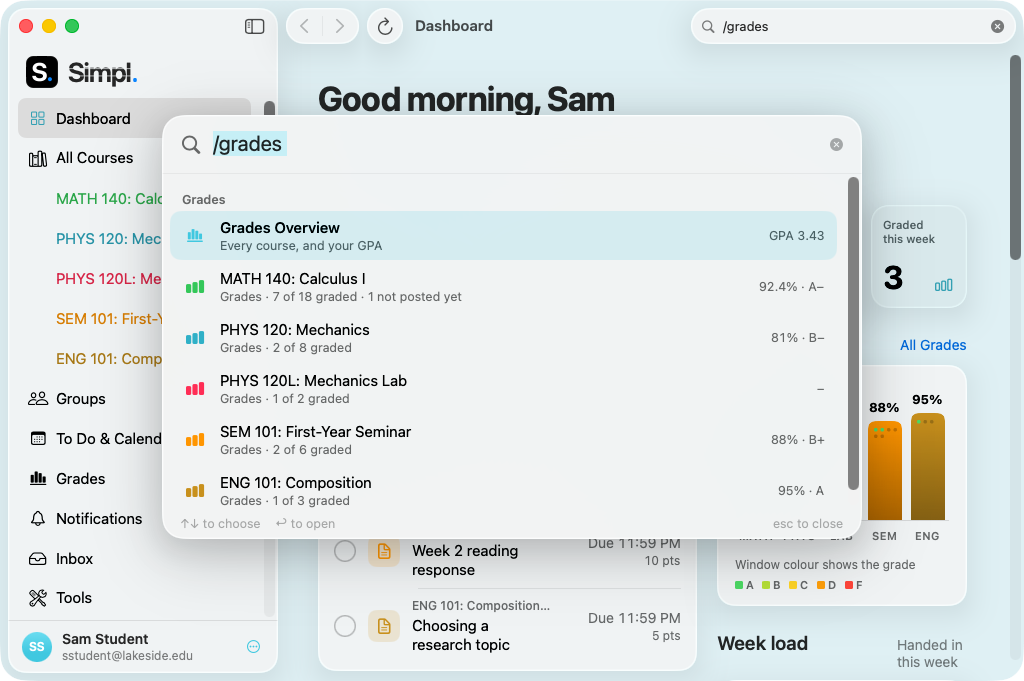 Dashboard
/grades
S.
Simpl.
Good morning, Sam
Dashboard
All Courses
MATH 140: Calc
PHYS 120: Mec
PHYS 120L: Me
SEM 101: First-Y
ENG 101: Comp
Groups
To Do & Calend
Grades
Notifications
Inbox
Tools
SS
Sam Student
sstudent@lakeside.edu
/grades
Grades
Grades Overview
Every course, and your GPA
GPA 3.43
MATH 140: Calculus I
Grades · 7 of 18 graded · 1 not posted yet
92.4% · A−
PHYS 120: Mechanics
Grades · 2 of 8 graded
81% · B−
PHYS 120L: Mechanics Lab
Grades · 1 of 2 graded
–
SEM 101: First-Year Seminar
Grades · 2 of 6 graded
88% · B+
ENG 101: Composition
Grades · 1 of 3 graded
95% · A
↑↓ to choose
↩ to open
esc to close
Graded
this week
3
All Grades
88%
95%
SEM
ENG
Window colour shows the grade
A B C D F
Week 2 reading
response
Due 11:59 PM
10 pts
ENG 101: Composition...
Choosing a
research topic
Due 11:59 PM
5 pts
Week load
Handed in
this week